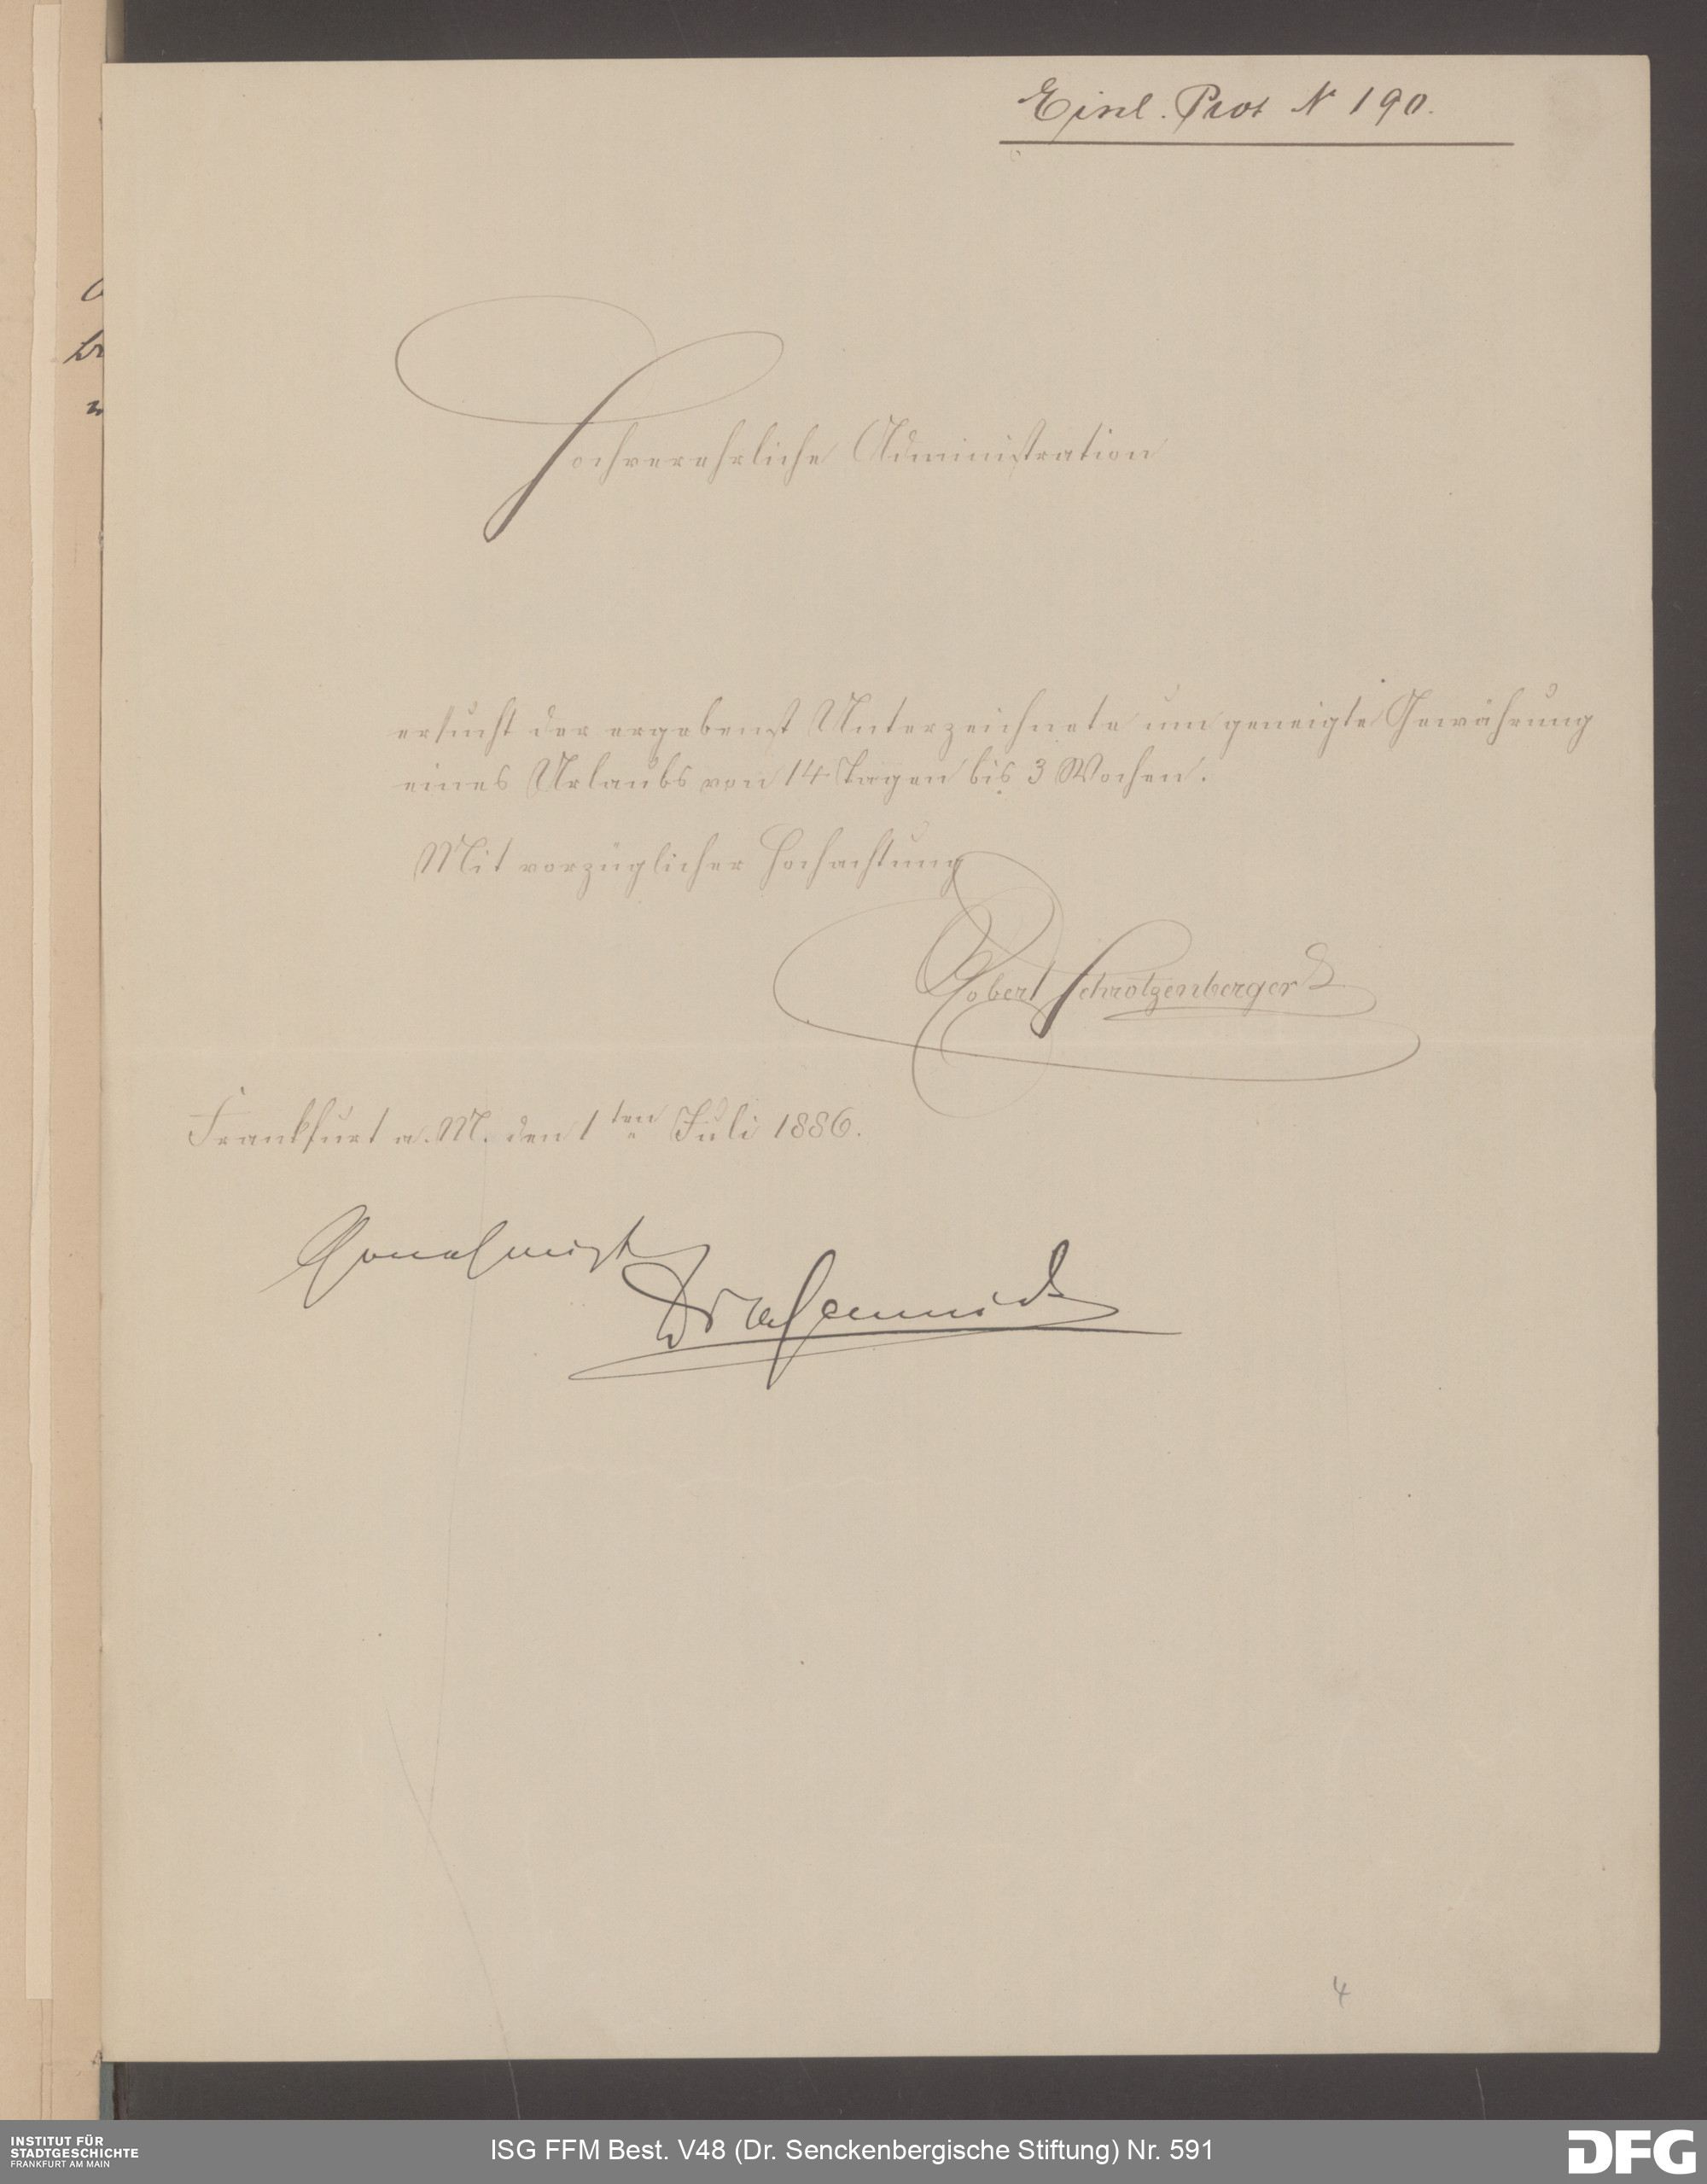 Einl. Prot N 190.
Hochverehrliche Administration
ersucht der ergebenst Unterzeichnete um geneigte Gewährung
eines Urlaubs von 14 Tagen bis 3 Wochen.
Mit vorzüglicher Hochachtung
Robert Schrotzenberger
Frankfurt a. M. den 1ten Juli 1886.
Genehmigt
Dr
4
INSTITUT FÜR
STADTGESCHICHTE
FRANKFURT AM MAIN
ISG FFM Best. V48 (Dr. Senckenbergische Stiftung) Nr. 591
DFG